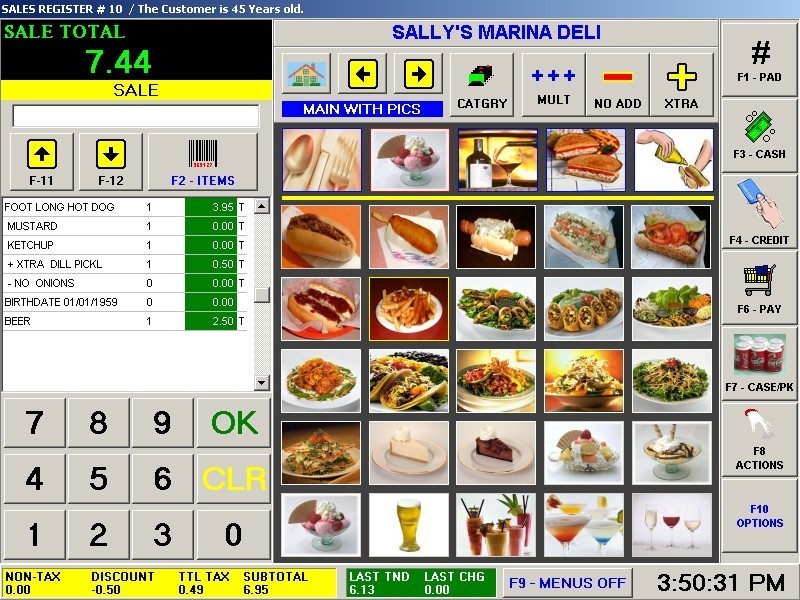 SALES REGISTER # 10 / The Customer is 45 Years old.
SALE TOTAL
7.44
SALE
F-11
F-12
F2 - ITEMS
FOOT LONG HOT DOG 1 3.95 T
MUSTARD 1 0.00 T
KETCHUP 1 0.00 T
+ XTRA DILL PICKL 1 0.50 T
- NO ONIONS 0 0.00 T
BIRTHDATE 01/01/1959 0 0.00
BEER 1 2.50 T
7 8 9 OK
4 5 6 CLR
1 2 3 0
NON-TAX DISCOUNT TTL TAX SUBTOTAL
0.00 -0.50 0.49 6.95
SALLY'S MARINA DELI
MAIN WITH PICS
CATGRY
+++
MULT
NO ADD
XTRA
#
F1 - PAD
F3 - CASH
F4 - CREDIT
F6 - PAY
F7 - CASE/PK
F8
ACTIONS
F10
OPTIONS
LAST TND LAST CHG
6.13 0.00
F9 - MENUS OFF
3:50:31 PM